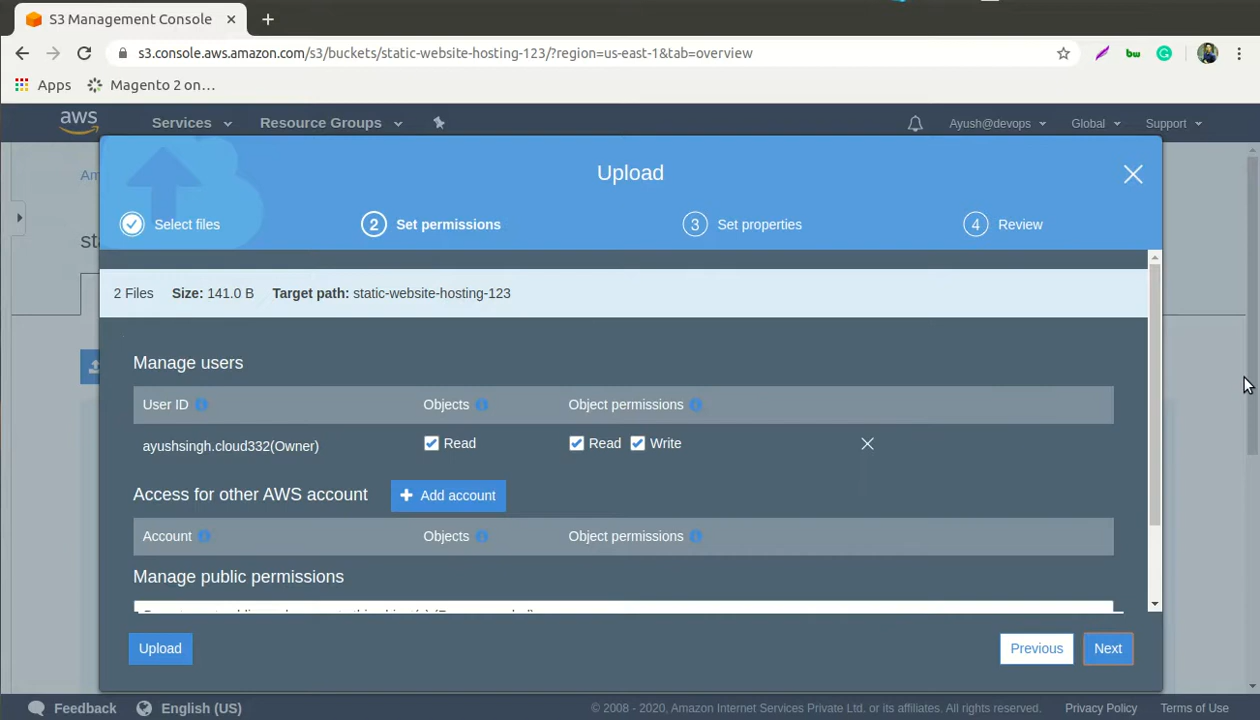 S3 Management Console
s3.console.aws.amazon.com/s3/buckets/static-website-hosting-123/?region=us-east-1&tab=overview
bw
Apps Magento 2 on…
aws Services Resource Groups Ayush@devops Global Support
Am
Upload
Select files 2 Set permissions 3 Set properties 4 Review
sta
2 Files Size: 141.0 B Target path: static-website-hosting-123
Manage users
User ID Objects Object permissions
ayushsingh.cloud332(Owner) Read Read Write
Access for other AWS account Add account
Account Objects Object permissions
Manage public permissions
Upload Previous Next
Feedback English (US) © 2008 - 2020, Amazon Internet Services Private Ltd. or its affiliates. All rights reserved. Privacy Policy Terms of Use